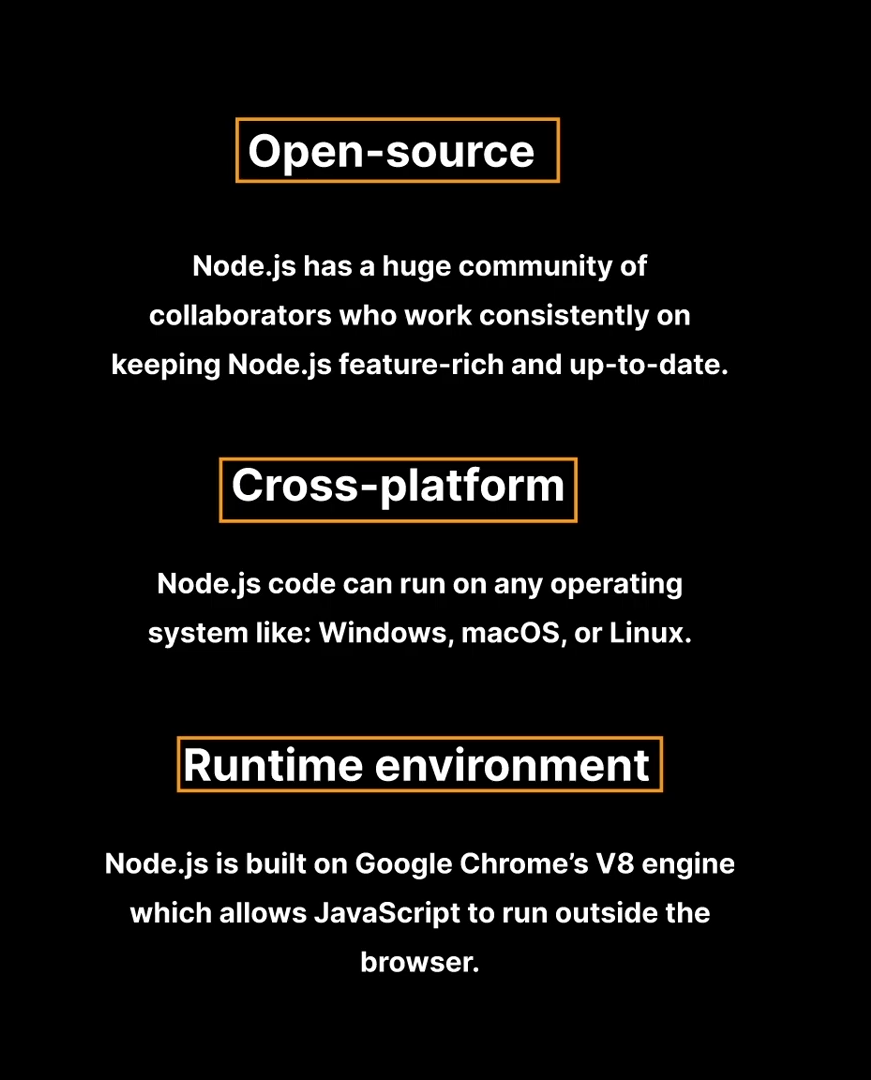 Open-source
Node.js has a huge community of
collaborators who work consistently on
keeping Node.js feature-rich and up-to-date.
Cross-platform
Node.js code can run on any operating
system like: Windows, macOS, or Linux.
Runtime environment
Node.js is built on Google Chrome’s V8 engine
which allows JavaScript to run outside the
browser.